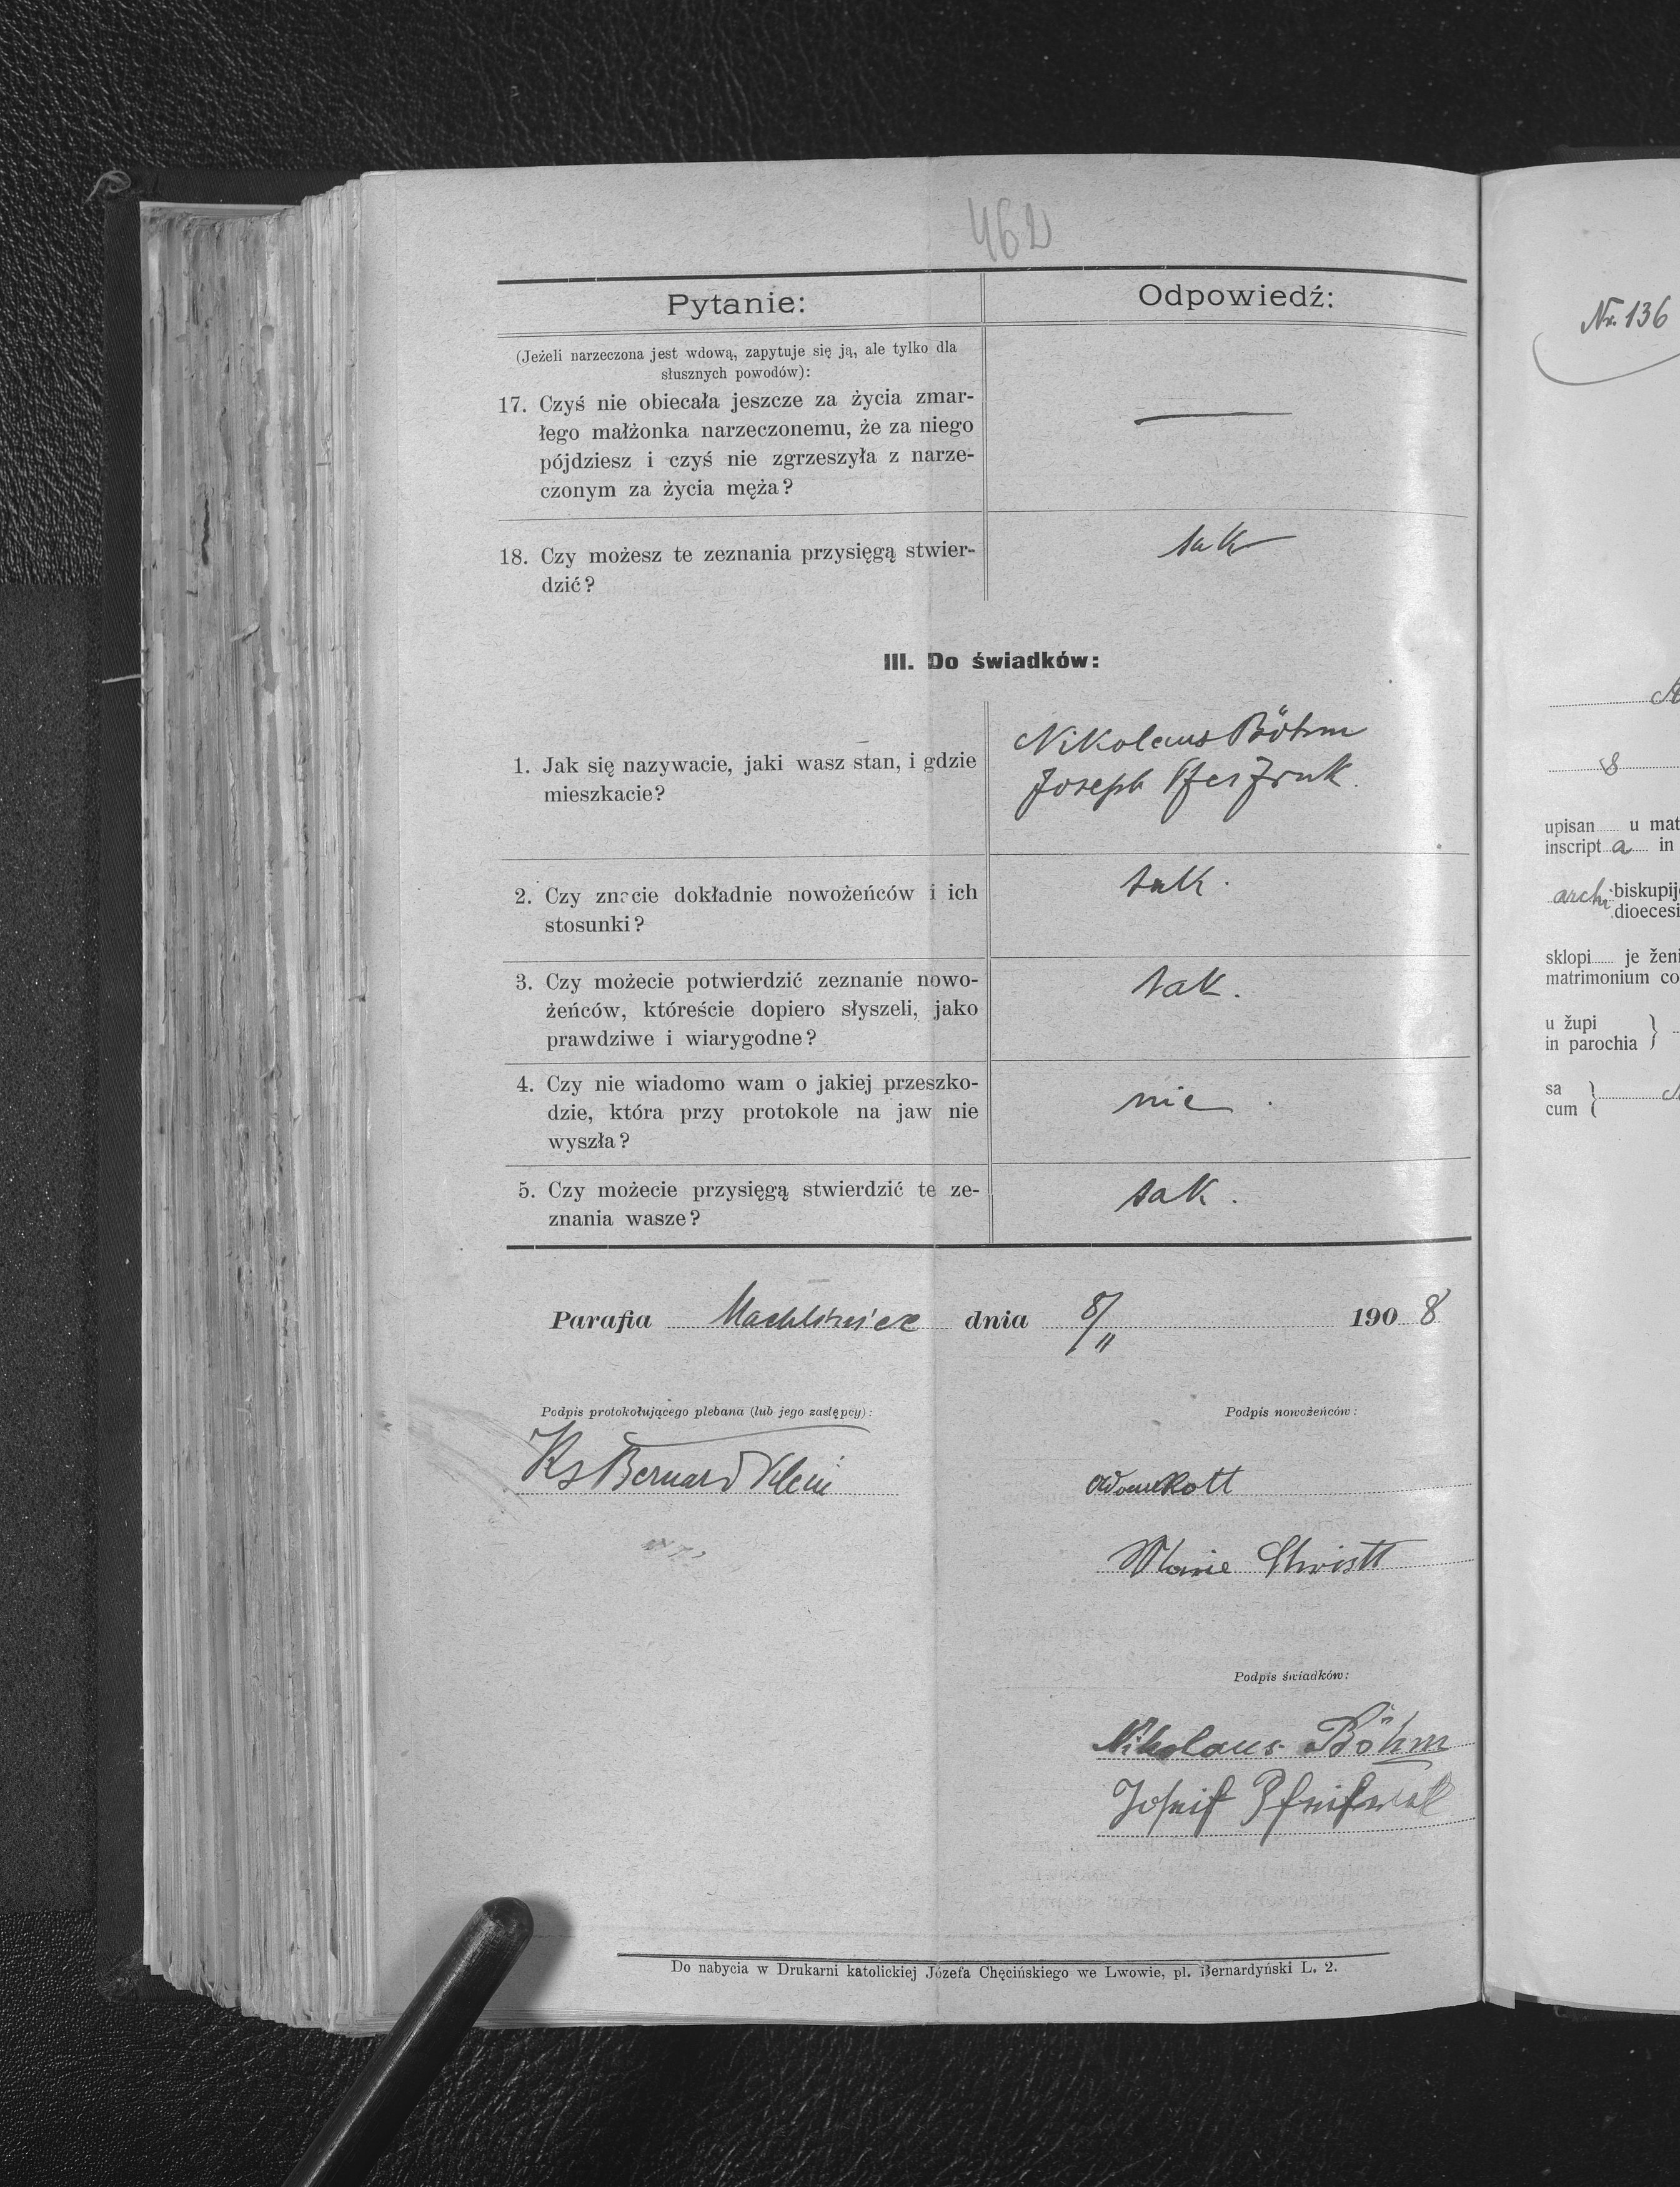 462
Pytanie:
Odpowiedź:
(Jeżeli narzeczona jest wdową, zapytuje się ją, ale tylko dla
słusznych powodów):
17. Czyś nie obiecała jeszcze za życia zmar-
łego małżonka narzeczonemu, że za niego
pójdziesz i czyś nie zgrzeszyła z narze-
czonym za życia męża?
18. Czy możesz te zeznania przysięgą stwier-
dzić?
tak
III. Do świadków:
1. Jak się nazywacie, jaki wasz stan, i gdzie
mieszkacie?
Nikolaus Böhm
Joseph
2. Czy znacie dokładnie nowożeńców i ich
stosunki?
tak.
3. Czy możecie potwierdzić zeznanie nowo-
żeńców, któreście dopiero słyszeli, jako
prawdziwe i wiarygodne?
tak.
4. Czy nie wiadomo wam o jakiej przeszko-
dzie, która przy protokole na jaw nie
wyszła?
nie.
5. Czy możecie przysięgą stwierdzić te ze-
znania wasze?
tak.
Parafia Machliniec dnia 8/11 1908
Podpis protokołującego plebana (lub jego zastępcy):
Ks Bernard Klein
Podpis nowożeńców:
Marie Christt
Podpis świadków:
Nikolaus Böhm
Do nabycia w Drukarni katolickiej Józefa Chęcińskiego we Lwowie, pl. Bernardyński L. 2.
Nr. 136
8
upisan u mat
inscript a in
archi biskupij
dioecesi
sklopi je ženi
matrimonium co
u župi
in parochia
sa
cum